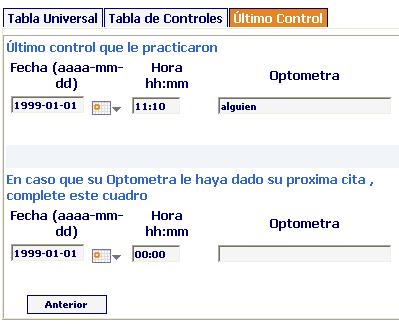 Tabla Universal Tabla de Controles Último Control
Último control que le practicaron
Fecha (aaaa-mm-dd) Hora hh:mm Optometra
1999-01-01 11:10 alguien
En caso que su Optometra le haya dado su proxima cita ,
complete este cuadro
Fecha (aaaa-mm-dd) Hora hh:mm Optometra
1999-01-01 00:00
Anterior